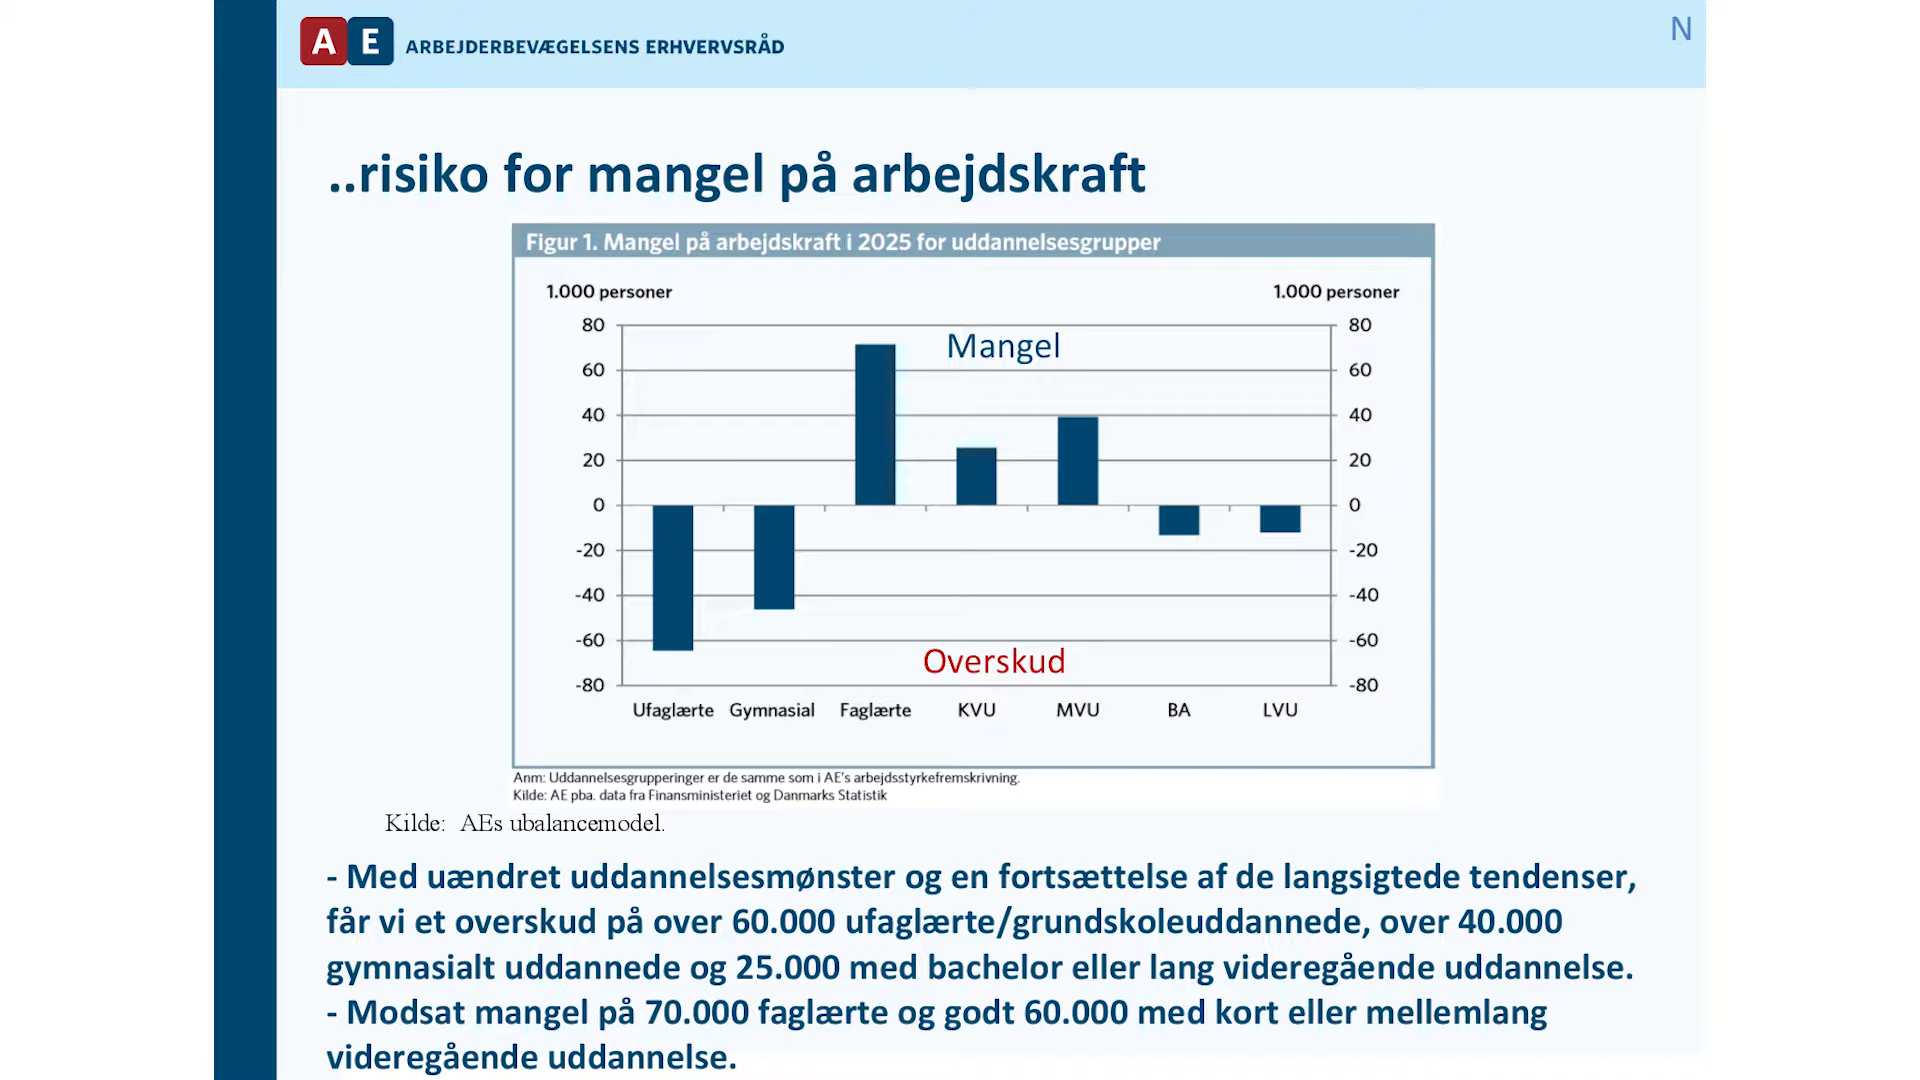 A E ARBEJDERBEVÆGELSENS ERHVERVSRÅD
N
..risiko for mangel på arbejdskraft
Figur 1. Mangel på arbejdskraft i 2025 for uddannelsesgrupper
1.000 personer 1.000 personer
80 80
Mangel
60 60
40 40
20 20
0 0
-20 -20
-40 -40
-60 -60
Overskud
-80 -80
Ufaglærte Gymnasial Faglærte KVU MVU BA LVU
Anm: Uddannelsesgrupperinger er de samme som i AE's arbejdsstyrkefremskrivning.
Kilde: AE pba. data fra Finansministeriet og Danmarks Statistik
Kilde: AEs ubalancemodel.
- Med uændret uddannelsesmønster og en fortsættelse af de langsigtede tendenser,
får vi et overskud på over 60.000 ufaglærte/grundskoleuddannede, over 40.000
gymnasialt uddannede og 25.000 med bachelor eller lang videregående uddannelse.
- Modsat mangel på 70.000 faglærte og godt 60.000 med kort eller mellemlang
videregående uddannelse.